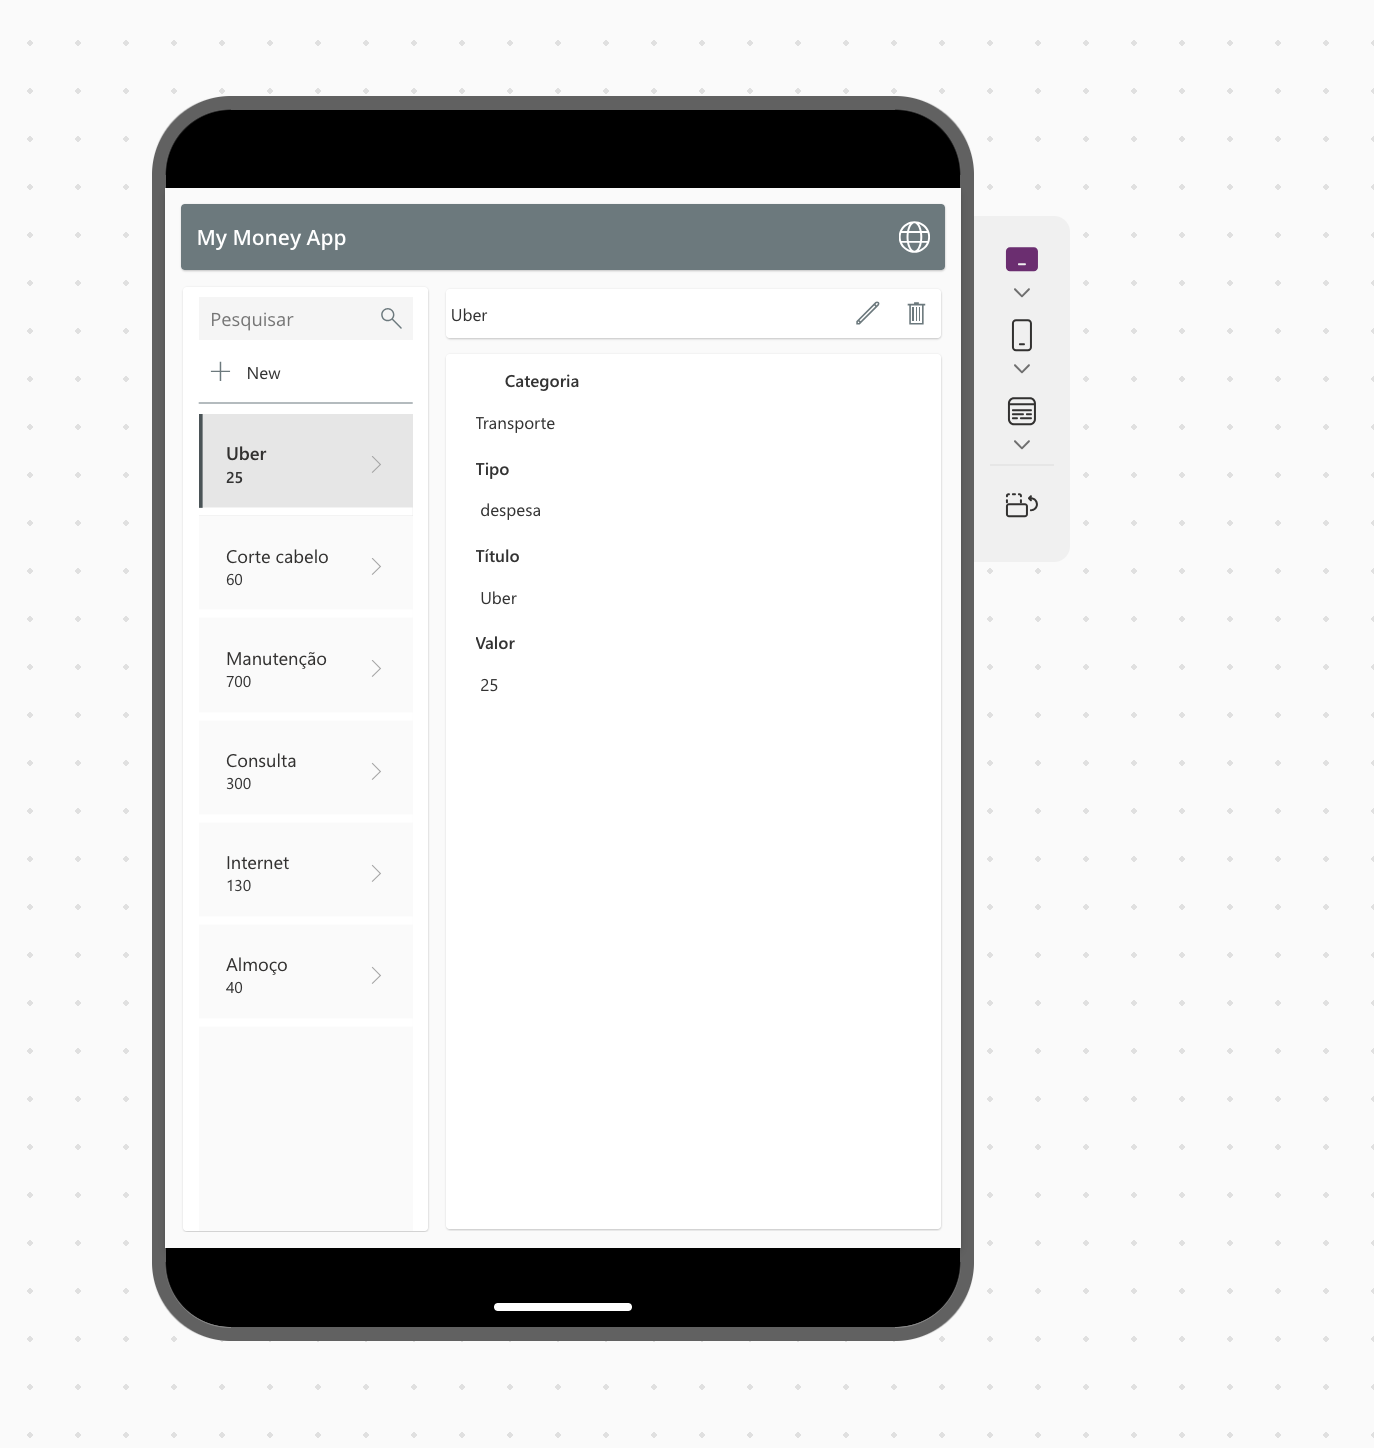 My Money App
Pesquisar
New
Uber
25
Corte cabelo
60
Manutenção
700
Consulta
300
Internet
130
Almoço
40
Uber
Categoria
Transporte
Tipo
despesa
Título
Uber
Valor
25